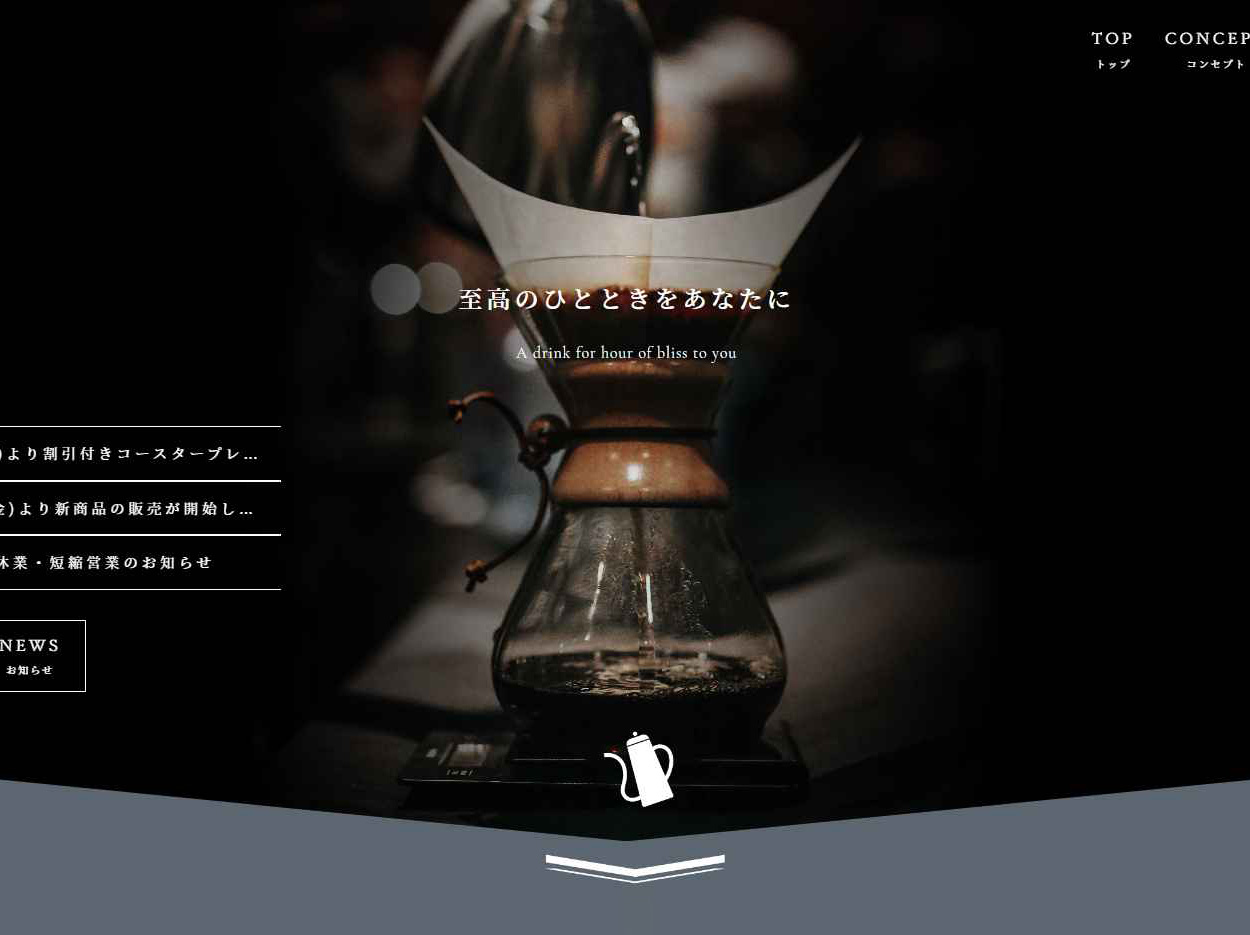 TOP
トップ
CONCEP
コンセプト
至高のひとときをあなたに
A drink for hour of bliss to you
)より割引付きコースタープレ…
金)より新商品の販売が開始し…
休業・短縮営業のお知らせ
NEWS
お知らせ